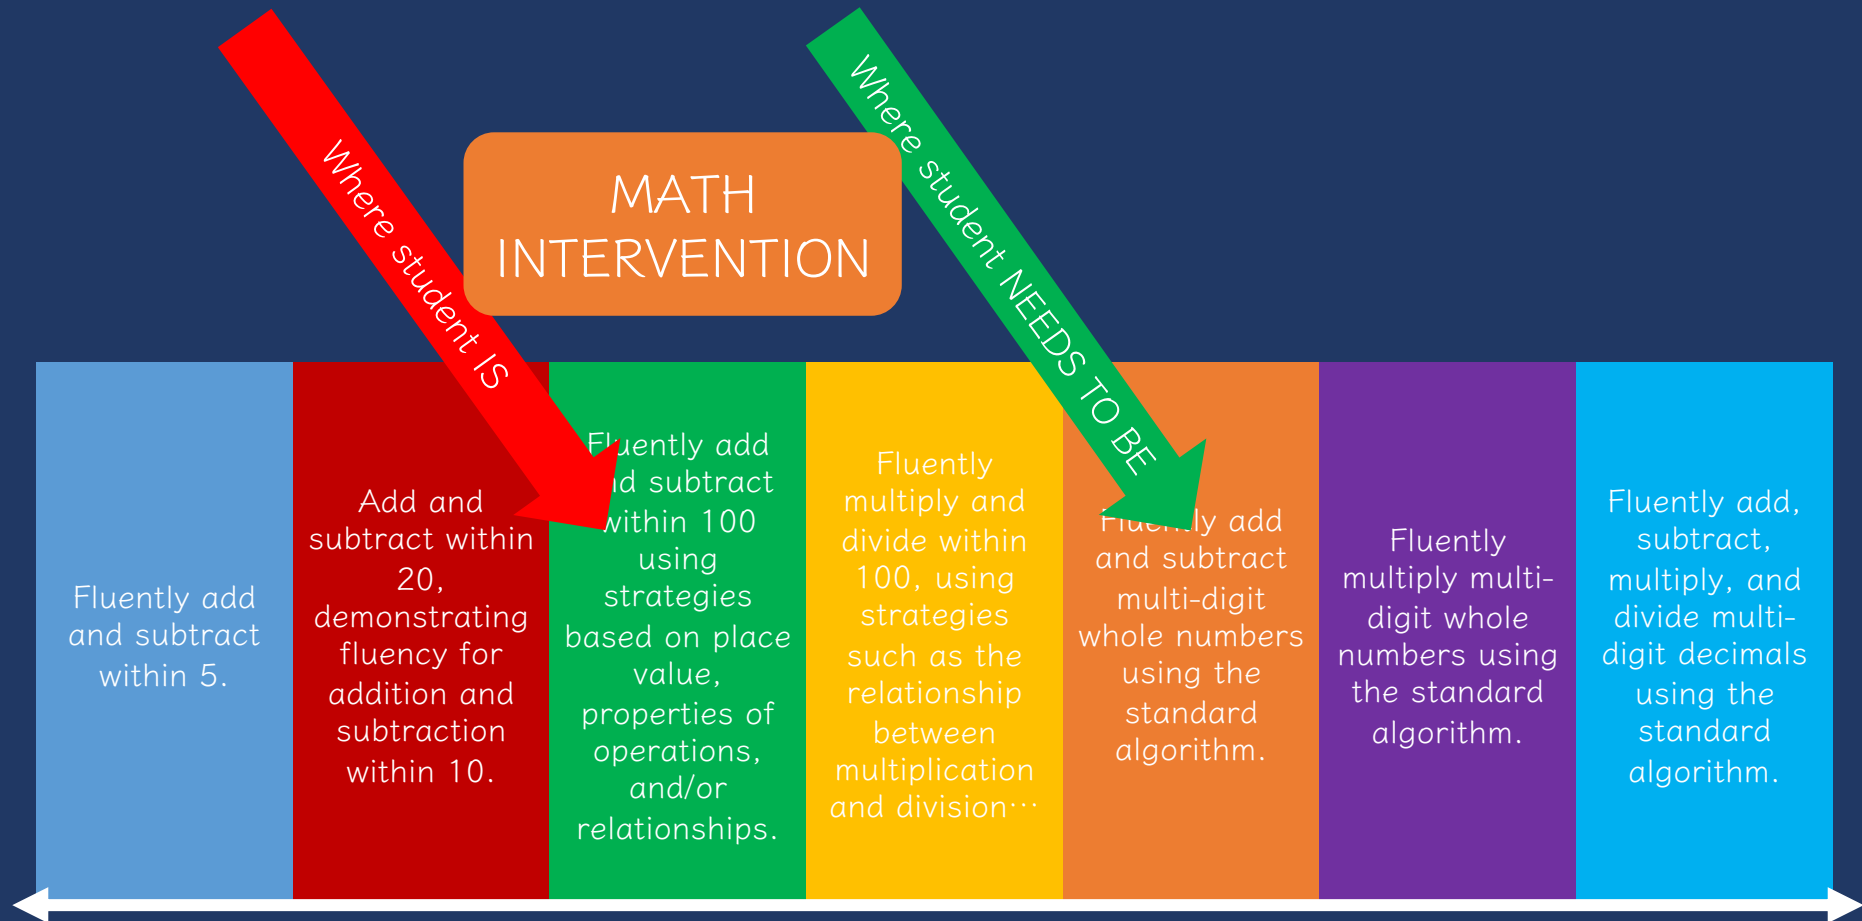 Where student IS
MATH
INTERVENTION
Where student NEEDS TO BE
Fluently add
and subtract
within 5.
Add and
subtract within
20,
demonstrating
fluency for
addition and
subtraction
within 10.
Fluently add
and subtract
within 100
using
strategies
based on place
value,
properties of
operations,
and/or
relationships.
Fluently
multiply and
divide within
100, using
strategies
such as the
relationship
between
multiplication
and division…
Fluently add
and subtract
multi-digit
whole numbers
using the
standard
algorithm.
Fluently
multiply multi-
digit whole
numbers using
the standard
algorithm.
Fluently add,
subtract,
multiply, and
divide multi-
digit decimals
using the
standard
algorithm.